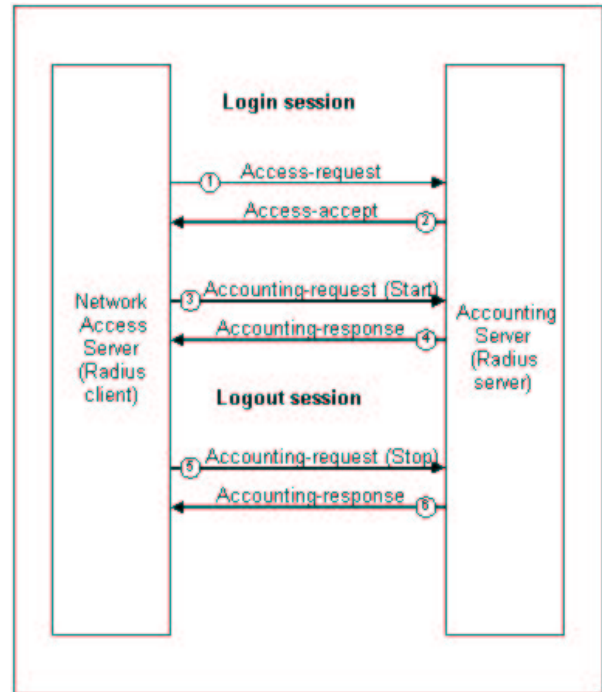 Login session
1
Access-request
Access-accept
2
3
Accounting-request (Start)
Accounting-response
4
Network
Access
Server
(Radius
client)
Accounting
Server
(Radius
server)
Logout session
5
Accounting-request (Stop)
Accounting-response
6